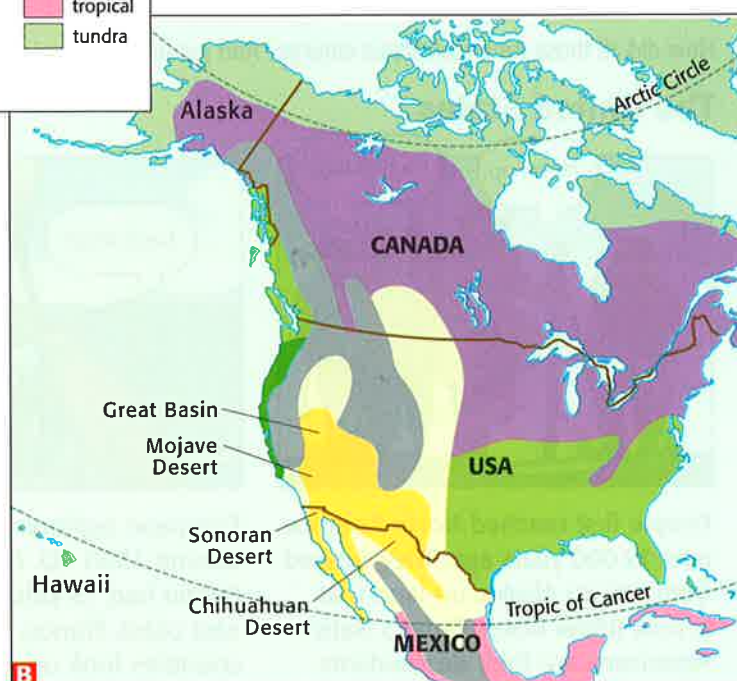 tropical
tundra
Arctic Circle
Alaska
CANADA
Great Basin
Mojave
Desert
USA
Sonoran
Desert
Hawaii
Chihuahuan
Desert
Tropic of Cancer
MEXICO
B